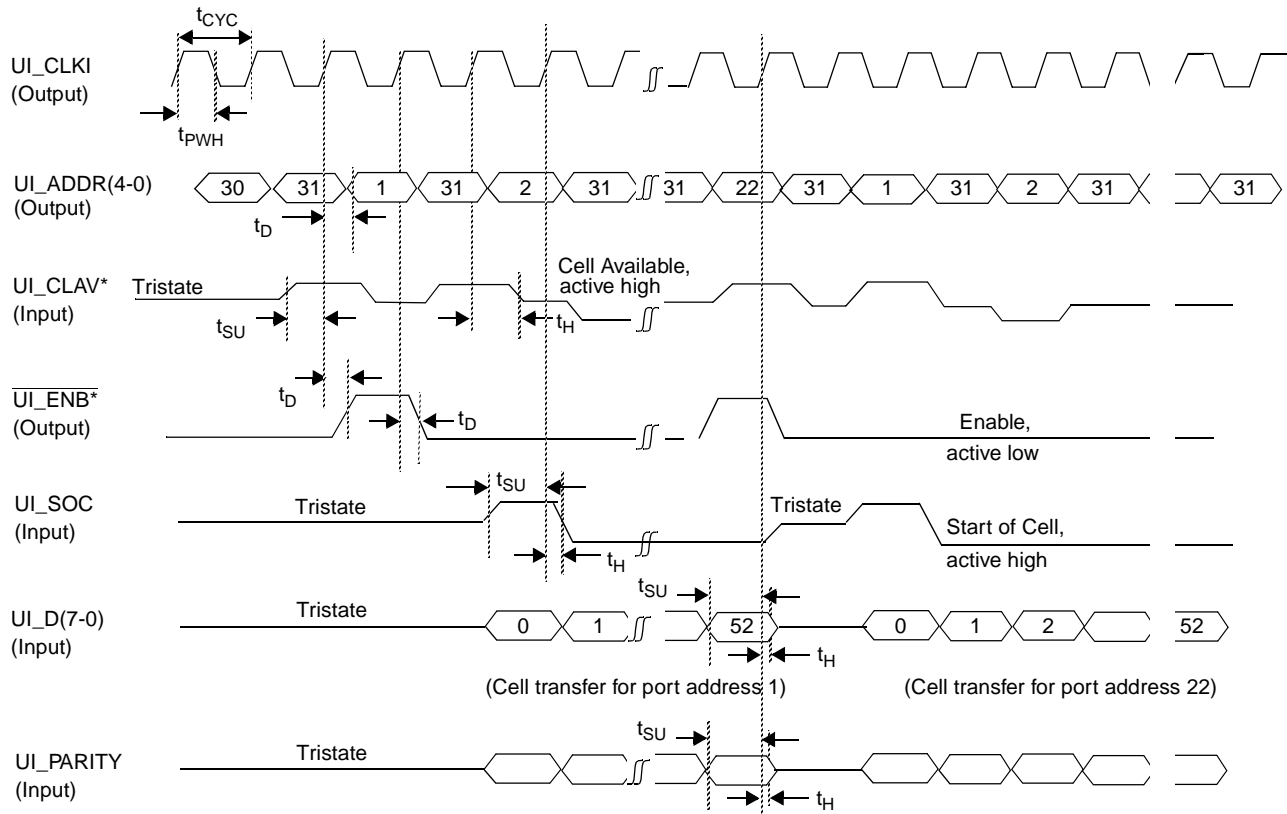 tCYC
UI_CLKI
(Output)
tPWH
UI_ADDR(4-0)
(Output)
30 31 1 31 2 31 31 22 31 1 31 2 31 31
tD
UI_CLAV*
(Input)
Tristate
Cell Available,
active high
tSU
tH
UI_ENB*
(Output)
tD
tD
Enable,
active low
UI_SOC
(Input)
Tristate
tSU
tH
Tristate
Start of Cell,
active high
UI_D(7-0)
(Input)
Tristate
tSU
0 1 52 0 1 2 52
tH
(Cell transfer for port address 1) (Cell transfer for port address 22)
UI_PARITY
(Input)
Tristate
tSU
tH